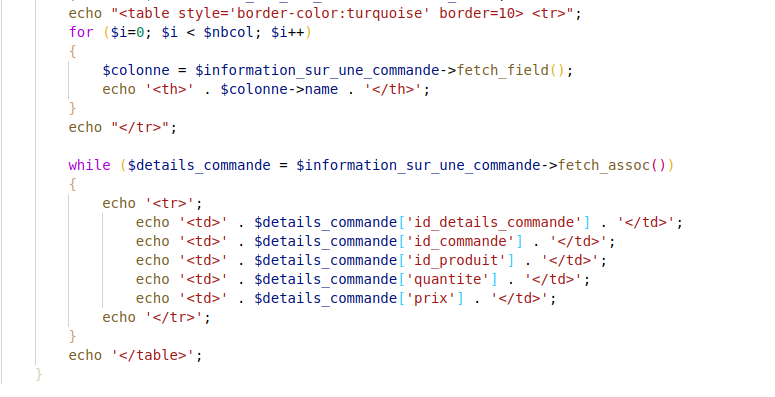 echo "<table style='border-color:turquoise' border=10> <tr>";
for ($i=0; $i < $nbcol; $i++)
{
$colonne = $information_sur_une_commande->fetch_field();
echo '<th>' . $colonne->name . '</th>';
}
echo "</tr>";
while ($details_commande = $information_sur_une_commande->fetch_assoc())
{
echo '<tr>';
echo '<td>' . $details_commande['id_details_commande'] . '</td>';
echo '<td>' . $details_commande['id_commande'] . '</td>';
echo '<td>' . $details_commande['id_produit'] . '</td>';
echo '<td>' . $details_commande['quantite'] . '</td>';
echo '<td>' . $details_commande['prix'] . '</td>';
echo '</tr>';
}
echo '</table>';
}